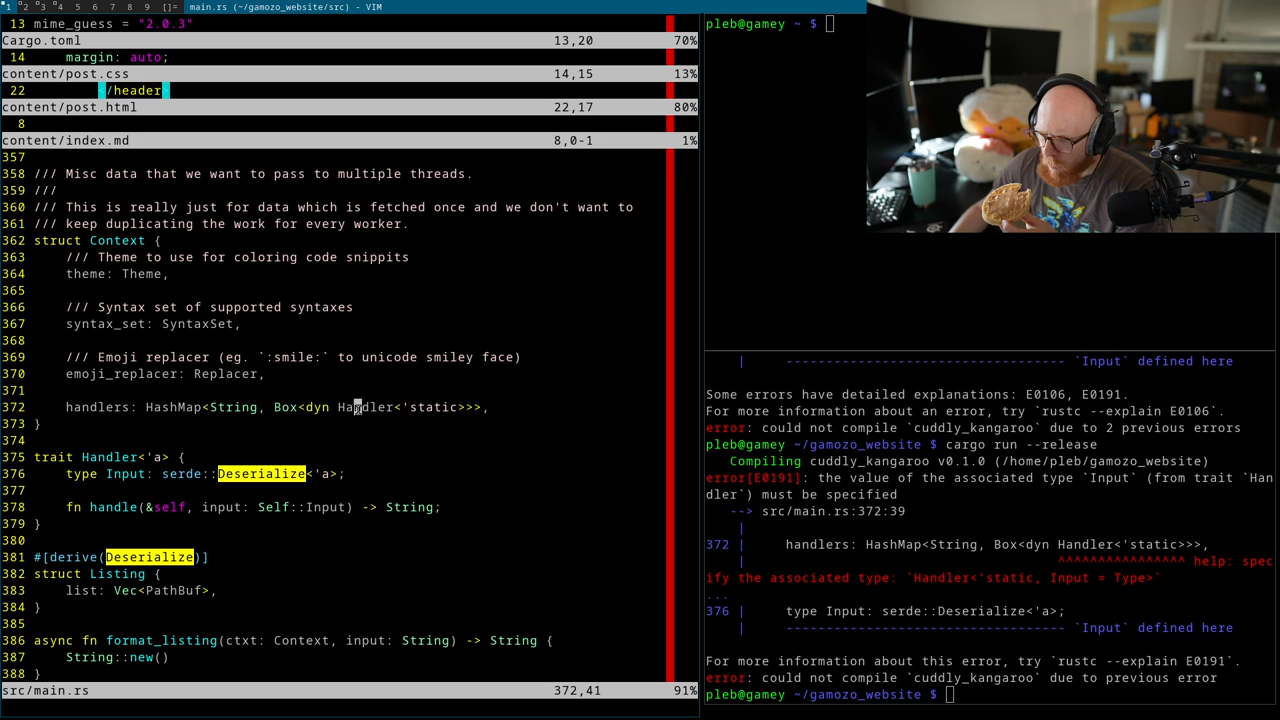 1 2 3 4 5 6 7 8 9 []= main.rs (~/gamozo_website/src) - VIM
13 mime_guess = "2.0.3"
Cargo.toml 13,20 70%
14 margin: auto;
content/post.css 14,15 13%
22 </header>
content/post.html 22,17 80%
8
content/index.md 8,0-1 1%
357
358 /// Misc data that we want to pass to multiple threads.
359 ///
360 /// This is really just for data which is fetched once and we don't want to
361 /// keep duplicating the work for every worker.
362 struct Context {
363 /// Theme to use for coloring code snippits
364 theme: Theme,
365
366 /// Syntax set of supported syntaxes
367 syntax_set: SyntaxSet,
368
369 /// Emoji replacer (eg. `:smile:` to unicode smiley face)
370 emoji_replacer: Replacer,
371
372 handlers: HashMap<String, Box<dyn Handler<'static>>>,
373 }
374
375 trait Handler<'a> {
376 type Input: serde::Deserialize<'a>;
377
378 fn handle(&self, input: Self::Input) -> String;
379 }
380
381 #[derive(Deserialize)]
382 struct Listing {
383 list: Vec<PathBuf>,
384 }
385
386 async fn format_listing(ctxt: Context, input: String) -> String {
387 String::new()
388 }
src/main.rs 372,41 91%
pleb@gamey ~ $
| ----------------------------------- `Input` defined here
Some errors have detailed explanations: E0106, E0191.
For more information about an error, try `rustc --explain E0106`.
error: could not compile `cuddly_kangaroo` due to 2 previous errors
pleb@gamey ~/gamozo_website $ cargo run --release
Compiling cuddly_kangaroo v0.1.0 (/home/pleb/gamozo_website)
error[E0191]: the value of the associated type `Input` (from trait `Han
dler`) must be specified
--> src/main.rs:372:39
|
372 | handlers: HashMap<String, Box<dyn Handler<'static>>>,
| ^^^^^^^^^^^^^^^^ help: spec
ify the associated type: `Handler<'static, Input = Type>`
...
376 | type Input: serde::Deserialize<'a>;
| ----------------------------------- `Input` defined here
For more information about this error, try `rustc --explain E0191`.
error: could not compile `cuddly_kangaroo` due to previous error
pleb@gamey ~/gamozo_website $